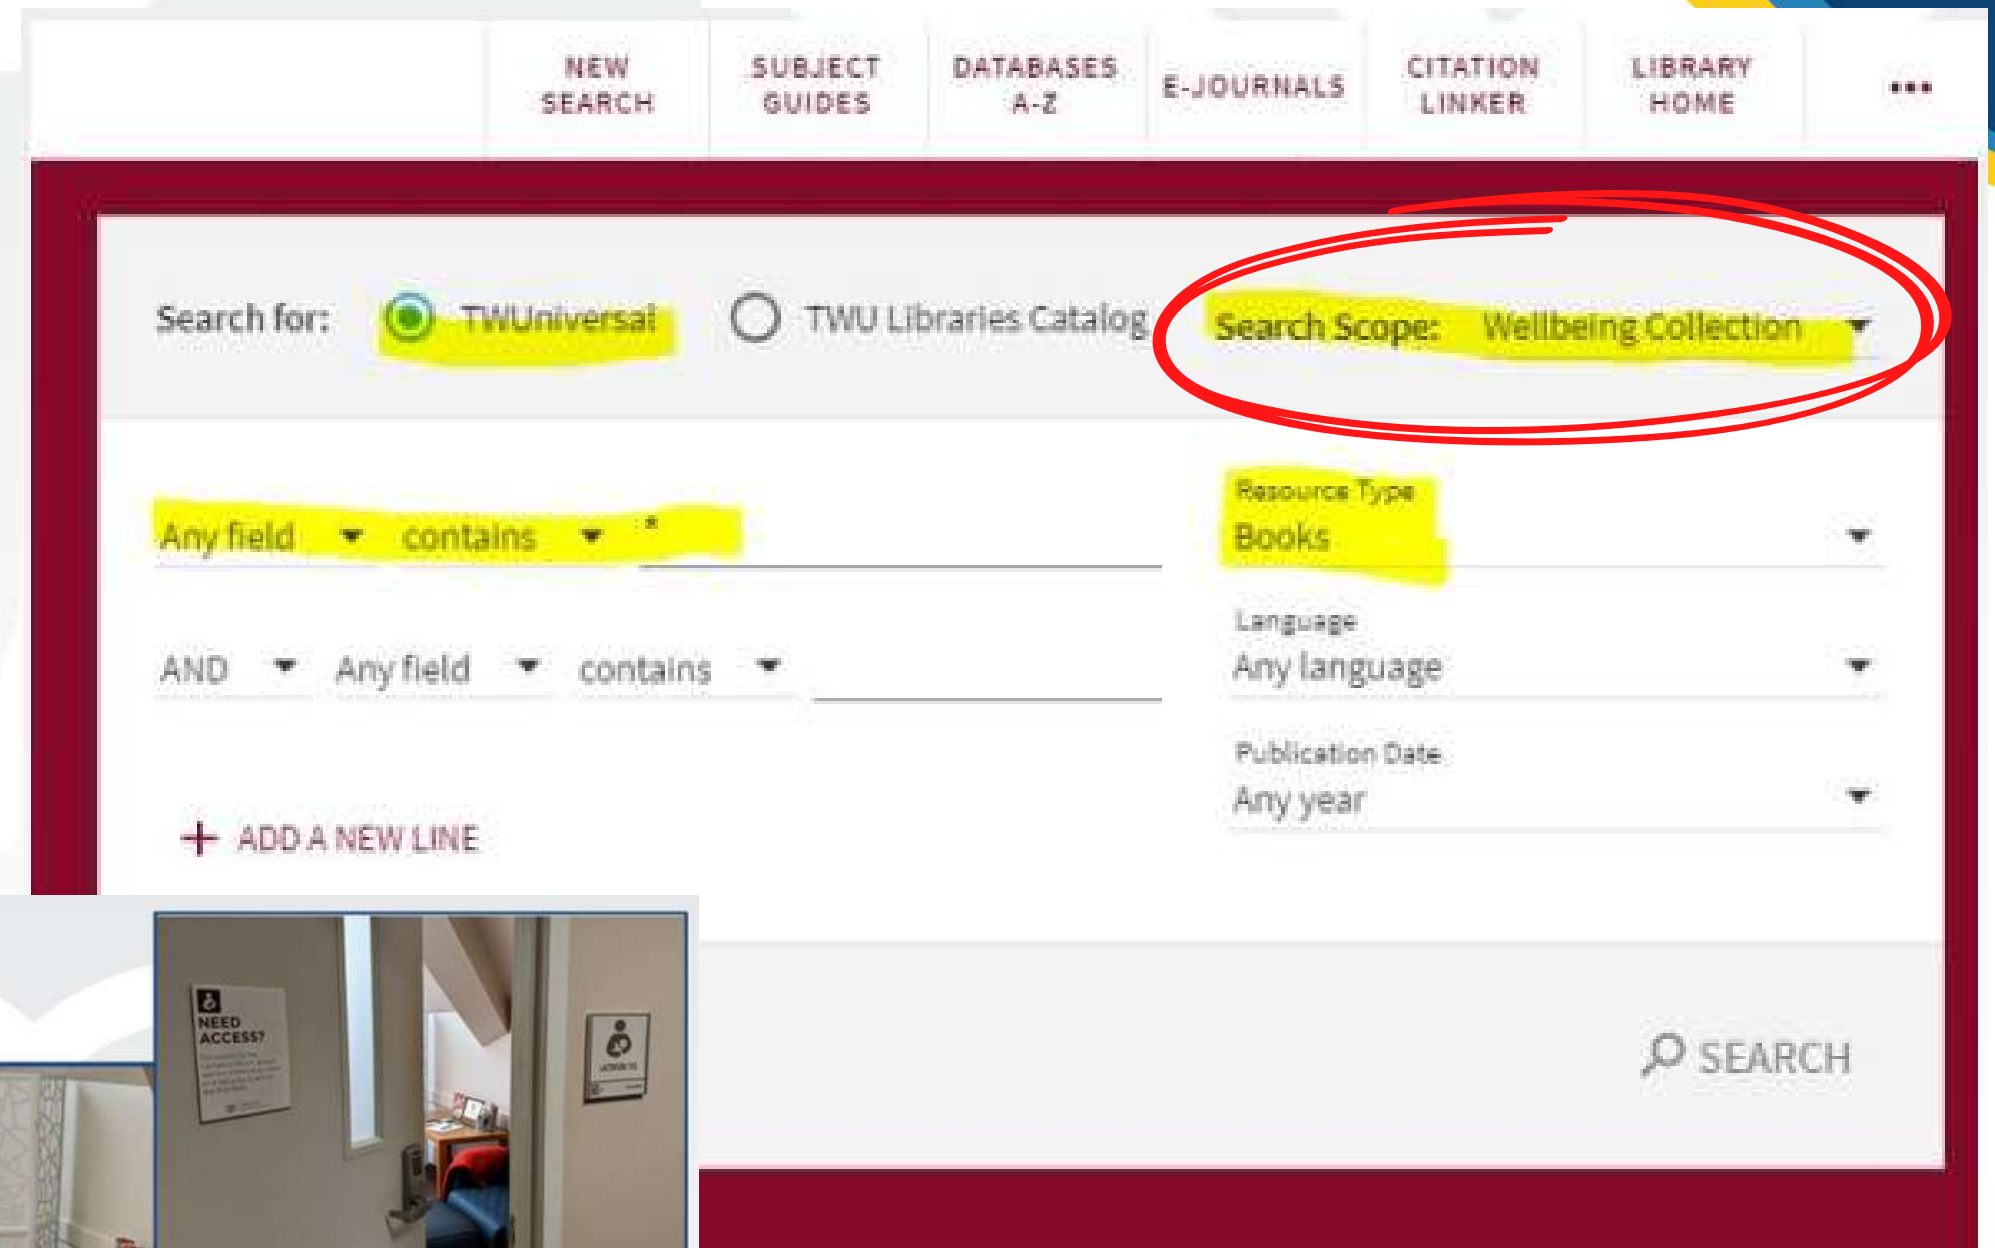 NEW SEARCH
SUBJECT GUIDES
DATABASES A-Z
E-JOURNALS
CITATION LINKER
LIBRARY HOME
...
Search for: TWUniversal TWU Libraries Catalog Search Scope: Wellbeing Collection
Any field contains *
Resource Type
Books
AND Any field contains
Language
Any language
Publication Date
Any year
+ ADD A NEW LINE
SEARCH
NEED
ACCESS?